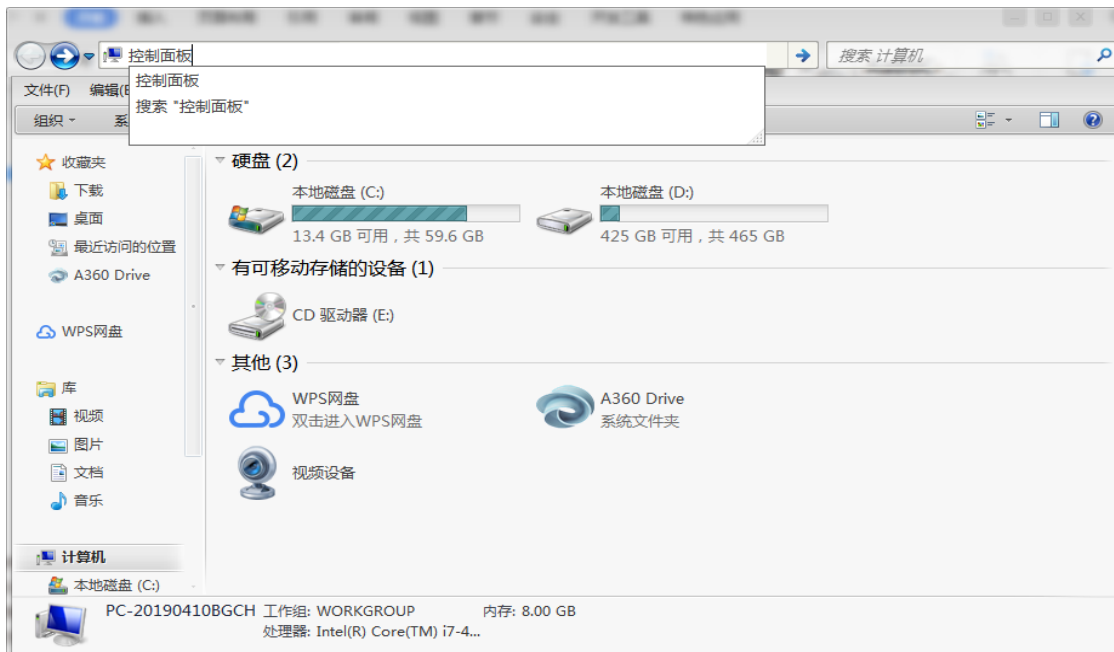 控制面板
搜索 计算机
控制面板
搜索 "控制面板"
文件(F) 编辑(E
组织 系
收藏夹
下载
桌面
最近访问的位置
A360 Drive
WPS网盘
库
视频
图片
文档
音乐
计算机
本地磁盘 (C:)
硬盘 (2)
本地磁盘 (C:)
13.4 GB 可用，共 59.6 GB
本地磁盘 (D:)
425 GB 可用，共 465 GB
有可移动存储的设备 (1)
CD 驱动器 (E:)
其他 (3)
WPS网盘
双击进入WPS网盘
A360 Drive
系统文件夹
视频设备
PC-20190410BGCH 工作组: WORKGROUP 内存: 8.00 GB
处理器: Intel(R) Core(TM) i7-4...